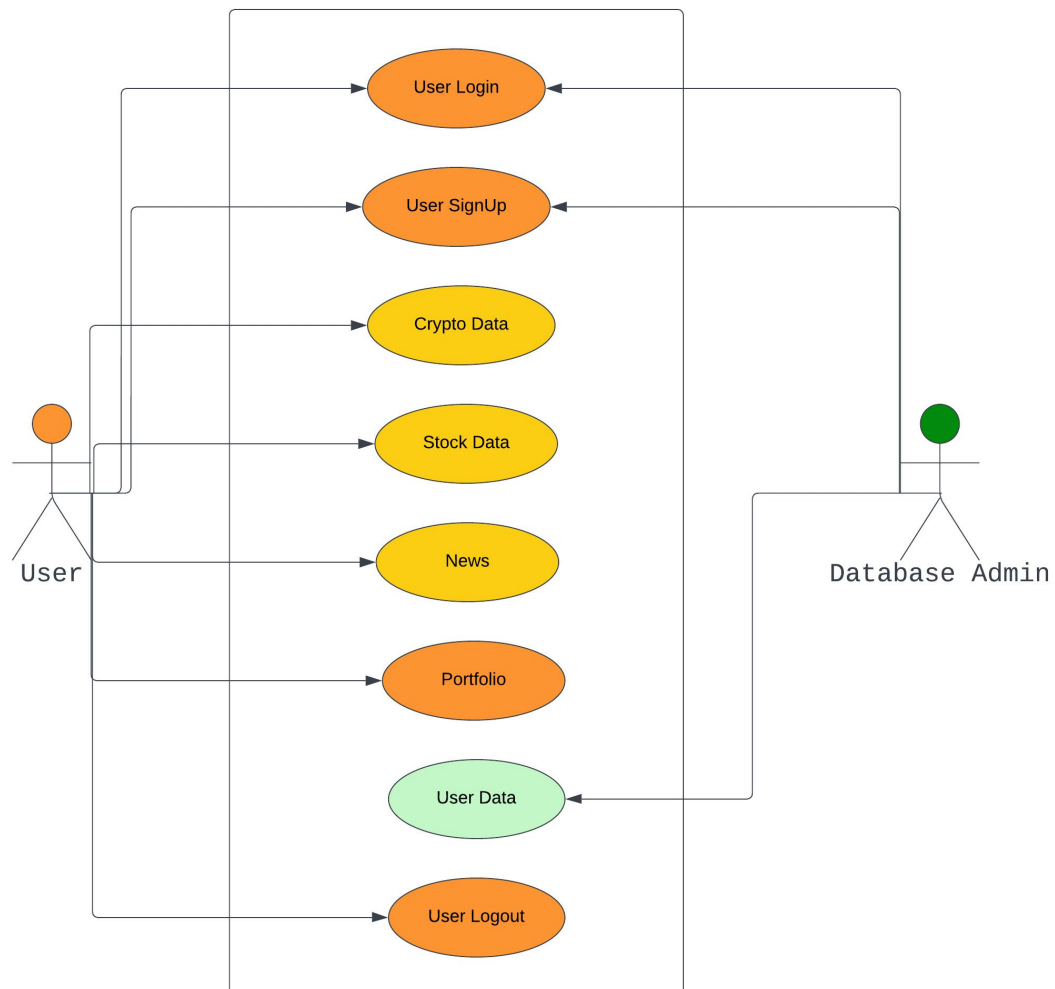 User Login
User SignUp
Crypto Data
Stock Data
News
User
Database Admin
Portfolio
User Data
User Logout